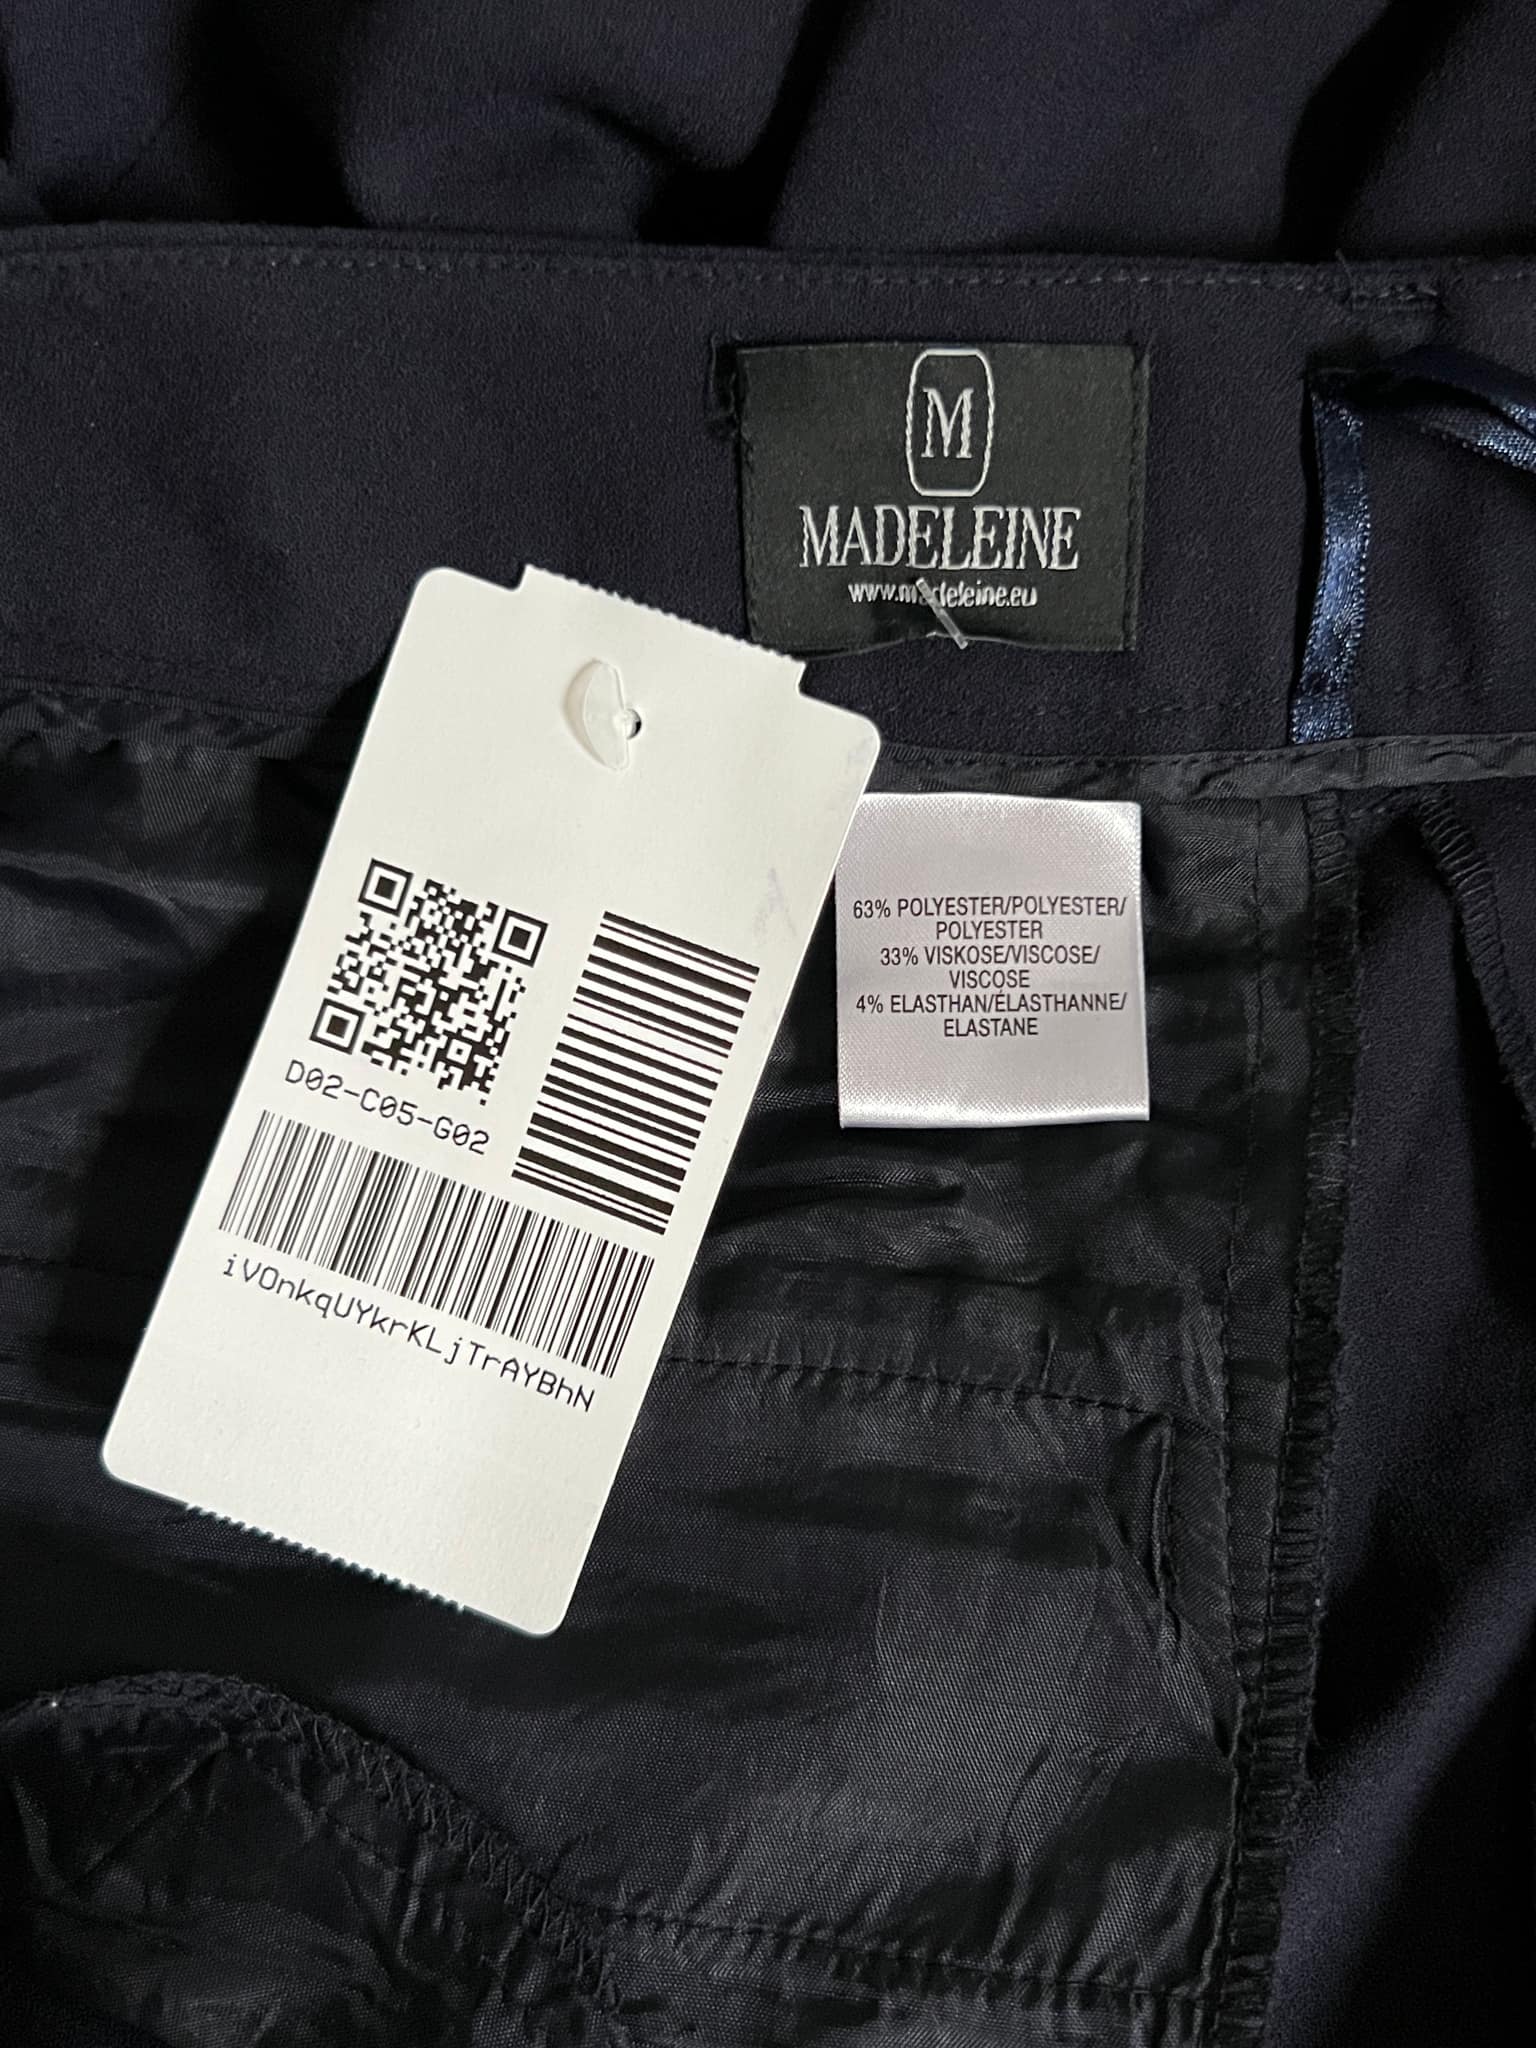 M
MADELEINE
www.madeleine.eu
63% POLYESTER/POLYESTER/
POLYESTER
33% VISKOSE/VISCOSE/
VISCOSE
4% ELASTHAN/ÉLASTHANNE/
ELASTANE
D02-C05-G02
iVOnkqUYkrKLjTrAYBhN